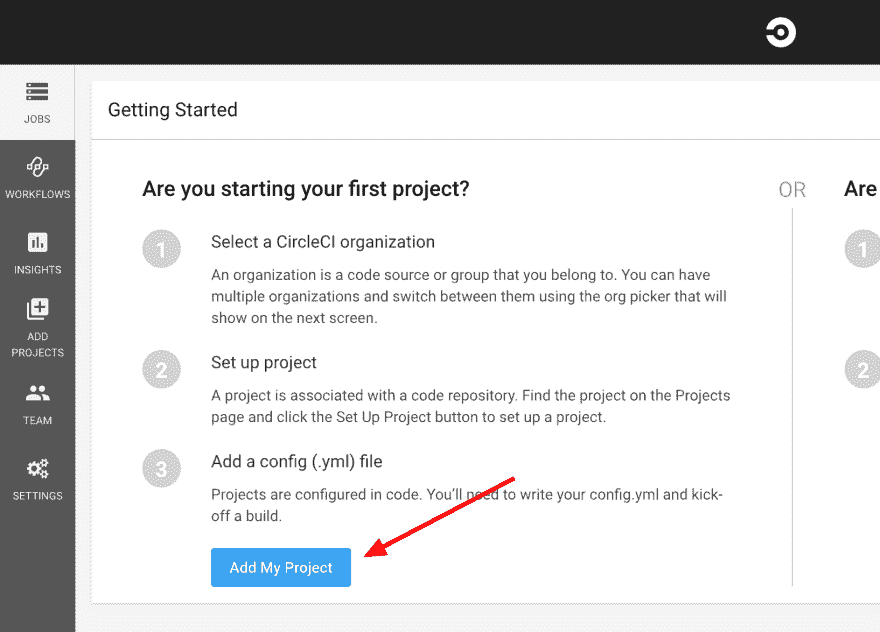 JOBS
WORKFLOWS
INSIGHTS
ADD
PROJECTS
TEAM
SETTINGS
Getting Started
Are you starting your first project?
1
Select a CircleCI organization
An organization is a code source or group that you belong to. You can have
multiple organizations and switch between them using the org picker that will
show on the next screen.
2
Set up project
A project is associated with a code repository. Find the project on the Projects
page and click the Set Up Project button to set up a project.
3
Add a config (.yml) file
Projects are configured in code. You'll need to write your config.yml and kick-
off a build.
Add My Project
OR
Are
1
2